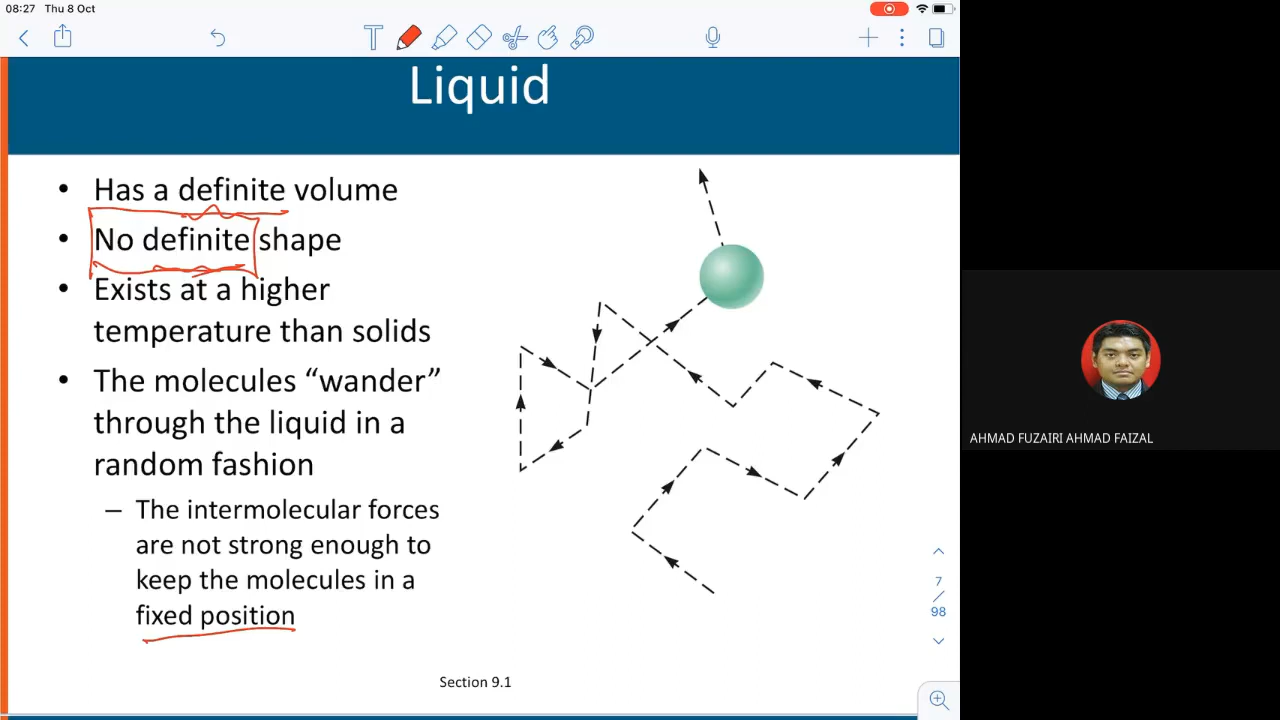 08:27 Thu 8 Oct
Liquid
• Has a definite volume
• No definite shape
• Exists at a higher
temperature than solids
• The molecules “wander”
through the liquid in a
random fashion
– The intermolecular forces
are not strong enough to
keep the molecules in a
fixed position
Section 9.1
7
/
98
AHMAD FUZAIRI AHMAD FAIZAL